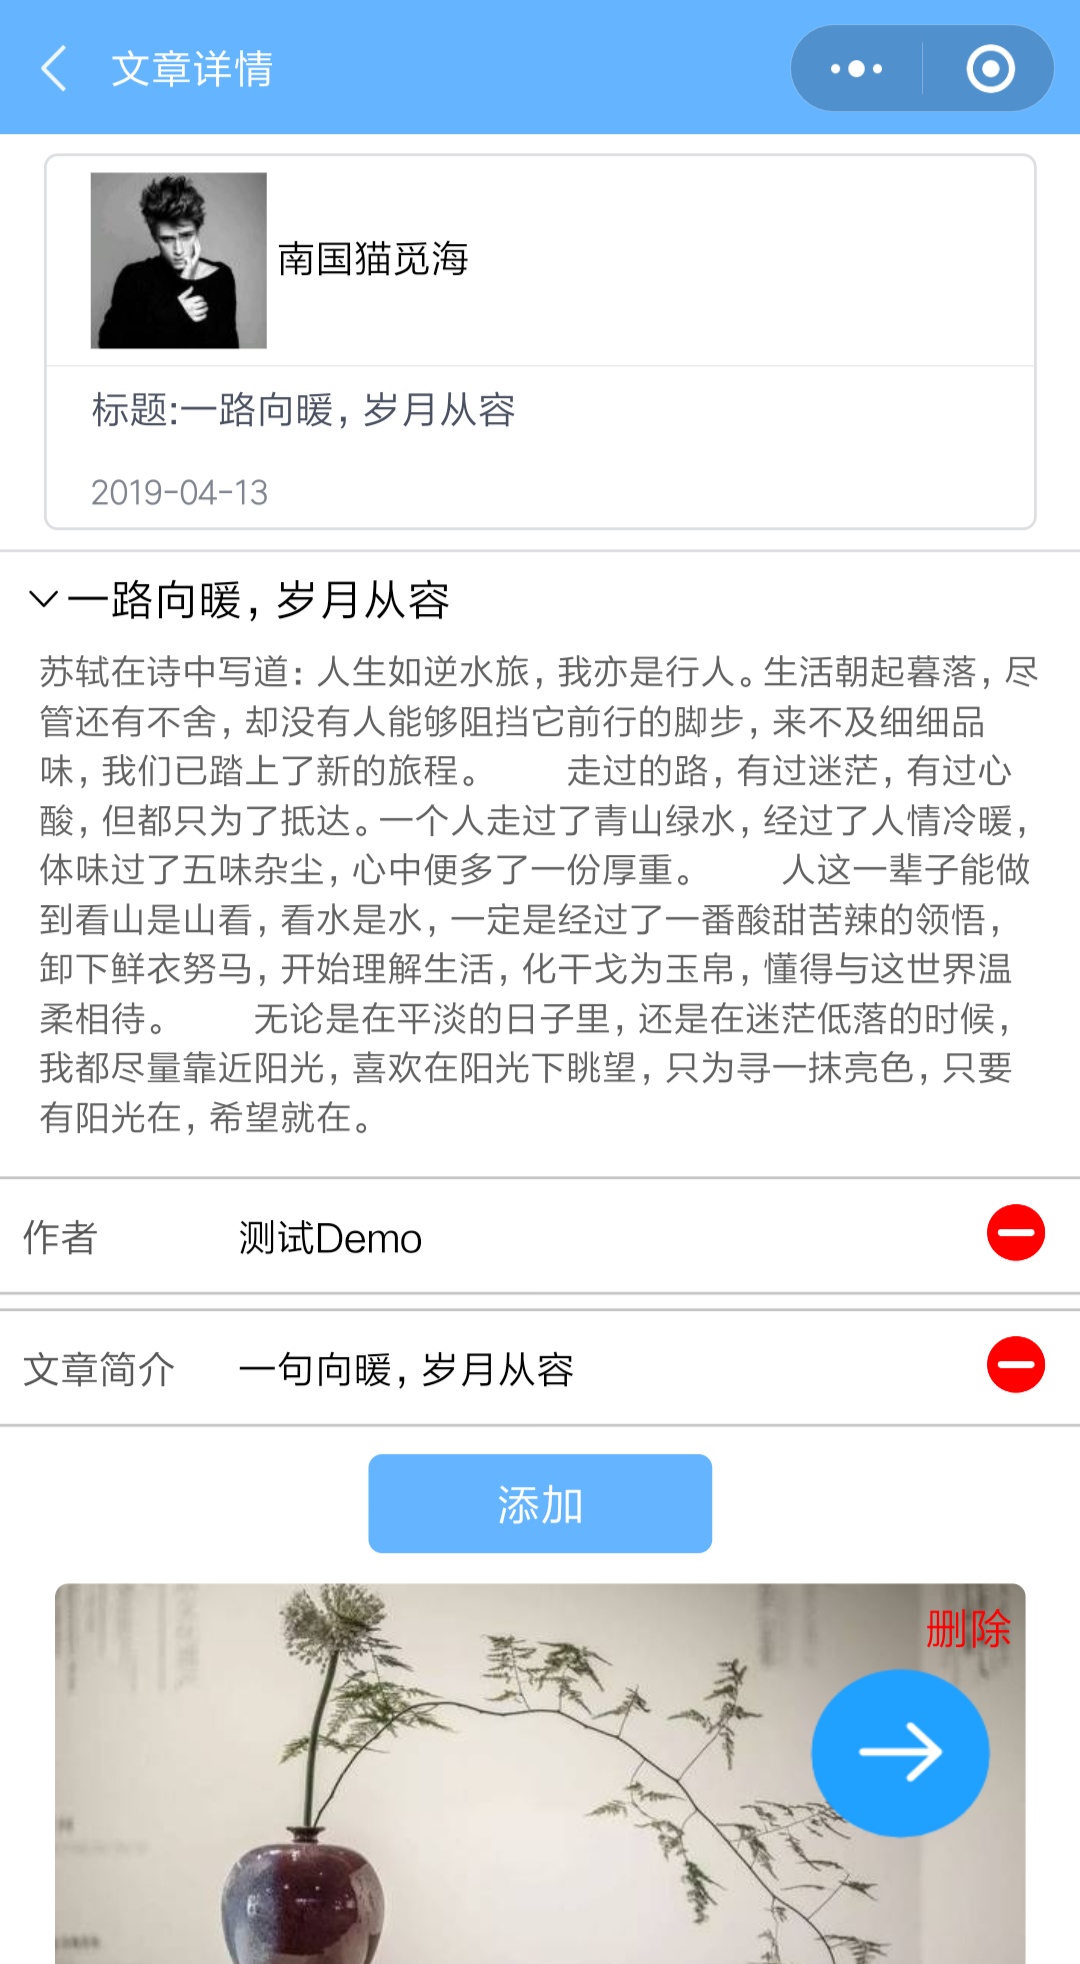 文章详情
南国猫觅海
标题:一路向暖，岁月从容
2019-04-13
一路向暖，岁月从容
苏轼在诗中写道：人生如逆水旅，我亦是行人。生活朝起暮落，尽
管还有不舍，却没有人能够阻挡它前行的脚步，来不及细细品
味，我们已踏上了新的旅程。　　走过的路，有过迷茫，有过心
酸，但都只为了抵达。一个人走过了青山绿水，经过了人情冷暖，
体味过了五味杂尘，心中便多了一份厚重。　　人这一辈子能做
到看山是山看，看水是水，一定是经过了一番酸甜苦辣的领悟，
卸下鲜衣努马，开始理解生活，化干戈为玉帛，懂得与这世界温
柔相待。　　无论是在平淡的日子里，还是在迷茫低落的时候，
我都尽量靠近阳光，喜欢在阳光下眺望，只为寻一抹亮色，只要
有阳光在，希望就在。
作者 测试Demo
文章简介 一句向暖，岁月从容
添加
删除